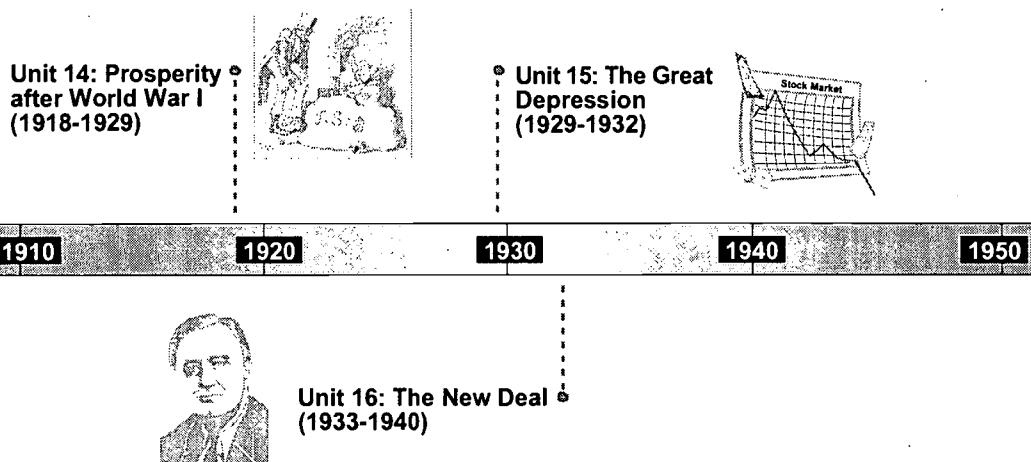 Unit 14: Prosperity
after World War I
(1918-1929)
Unit 15: The Great
Depression
(1929-1932)
Stock Market
1910
1920
1930
1940
1950
Unit 16: The New Deal
(1933-1940)